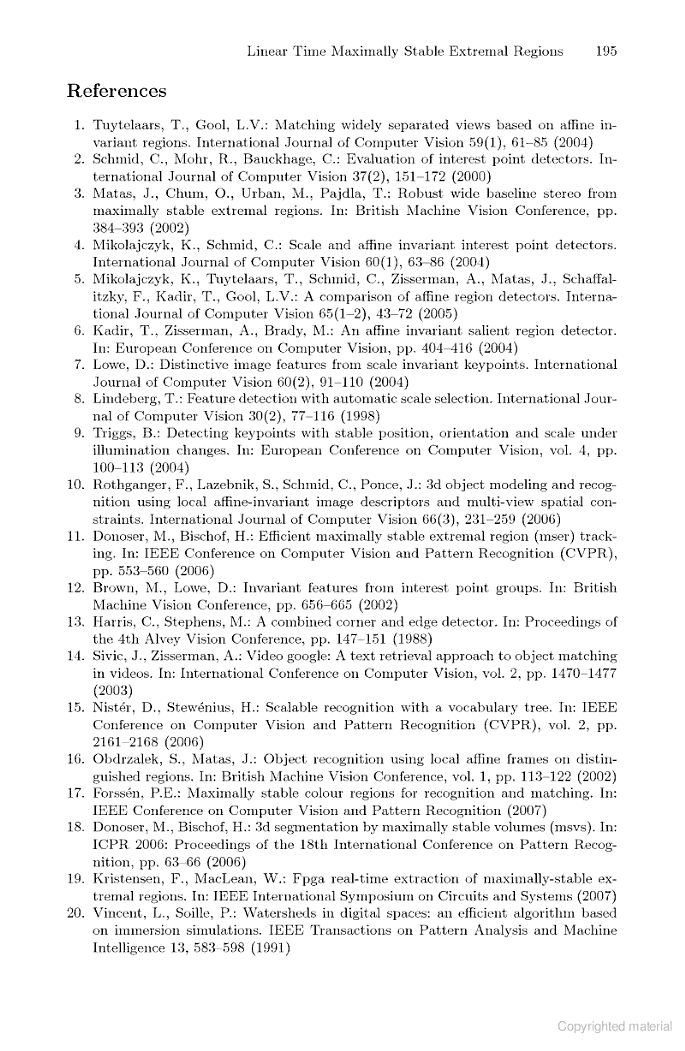 Linear Time Maximally Stable Extremal Regions 195
References
1. Tuytelaars, T., Gool, L.V.: Matching widely separated views based on affine in-
variant regions. International Journal of Computer Vision 59(1), 61–85 (2004)
2. Schmid, C., Mohr, R., Bauckhage, C.: Evaluation of interest point detectors. In-
ternational Journal of Computer Vision 37(2), 151–172 (2000)
3. Matas, J., Chum, O., Urban, M., Pajdla, T.: Robust wide baseline stereo from
maximally stable extremal regions. In: British Machine Vision Conference, pp.
384–393 (2002)
4. Mikolajczyk, K., Schmid, C.: Scale and affine invariant interest point detectors.
International Journal of Computer Vision 60(1), 63–86 (2004)
5. Mikolajczyk, K., Tuytelaars, T., Schmid, C., Zisserman, A., Matas, J., Schaffal-
itzky, F., Kadir, T., Gool, L.V.: A comparison of affine region detectors. Interna-
tional Journal of Computer Vision 65(1–2), 43–72 (2005)
6. Kadir, T., Zisserman, A., Brady, M.: An affine invariant salient region detector.
In: European Conference on Computer Vision, pp. 404–416 (2004)
7. Lowe, D.: Distinctive image features from scale invariant keypoints. International
Journal of Computer Vision 60(2), 91–110 (2004)
8. Lindeberg, T.: Feature detection with automatic scale selection. International Jour-
nal of Computer Vision 30(2), 77–116 (1998)
9. Triggs, B.: Detecting keypoints with stable position, orientation and scale under
illumination changes. In: European Conference on Computer Vision, vol. 4, pp.
100–113 (2004)
10. Rothganger, F., Lazebnik, S., Schmid, C., Ponce, J.: 3d object modeling and recog-
nition using local affine-invariant image descriptors and multi-view spatial con-
straints. International Journal of Computer Vision 66(3), 231–259 (2006)
11. Donoser, M., Bischof, H.: Efficient maximally stable extremal region (mser) track-
ing. In: IEEE Conference on Computer Vision and Pattern Recognition (CVPR),
pp. 553–560 (2006)
12. Brown, M., Lowe, D.: Invariant features from interest point groups. In: British
Machine Vision Conference, pp. 656–665 (2002)
13. Harris, C., Stephens, M.: A combined corner and edge detector. In: Proceedings of
the 4th Alvey Vision Conference, pp. 147–151 (1988)
14. Sivic, J., Zisserman, A.: Video google: A text retrieval approach to object matching
in videos. In: International Conference on Computer Vision, vol. 2, pp. 1470–1477
(2003)
15. Nistér, D., Stewénius, H.: Scalable recognition with a vocabulary tree. In: IEEE
Conference on Computer Vision and Pattern Recognition (CVPR), vol. 2, pp.
2161–2168 (2006)
16. Obdrzalek, S., Matas, J.: Object recognition using local affine frames on distin-
guished regions. In: British Machine Vision Conference, vol. 1, pp. 113–122 (2002)
17. Forssén, P.E.: Maximally stable colour regions for recognition and matching. In:
IEEE Conference on Computer Vision and Pattern Recognition (2007)
18. Donoser, M., Bischof, H.: 3d segmentation by maximally stable volumes (msvs). In:
ICPR 2006: Proceedings of the 18th International Conference on Pattern Recog-
nition, pp. 63–66 (2006)
19. Kristensen, F., MacLean, W.: Fpga real-time extraction of maximally-stable ex-
tremal regions. In: IEEE International Symposium on Circuits and Systems (2007)
20. Vincent, L., Soille, P.: Watersheds in digital spaces: an efficient algorithm based
on immersion simulations. IEEE Transactions on Pattern Analysis and Machine
Intelligence 13, 583–598 (1991)
Copyrighted material